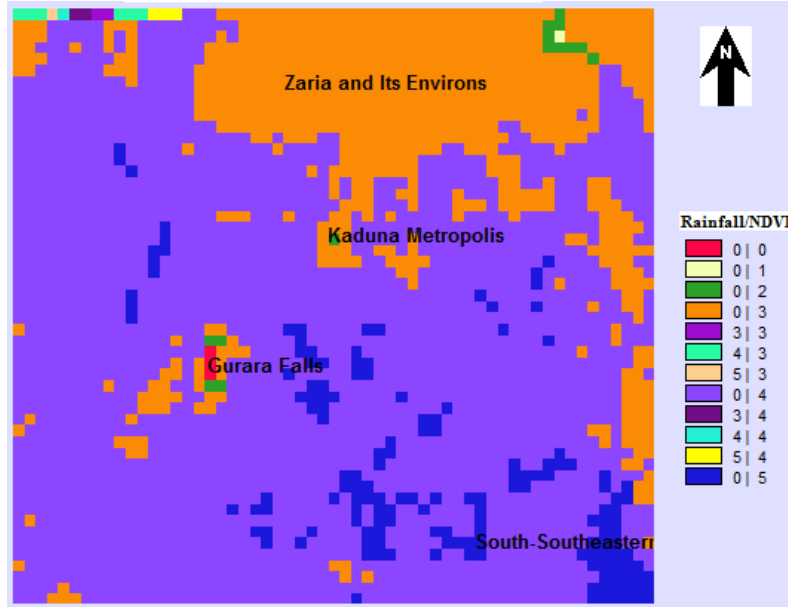 N
Zaria and Its Environs
Kaduna Metropolis
Rainfall/NDVI
0 | 0
0 | 1
0 | 2
0 | 3
3 | 3
4 | 3
5 | 3
0 | 4
3 | 4
4 | 4
5 | 4
0 | 5
Gurara Falls
South-Southeastern